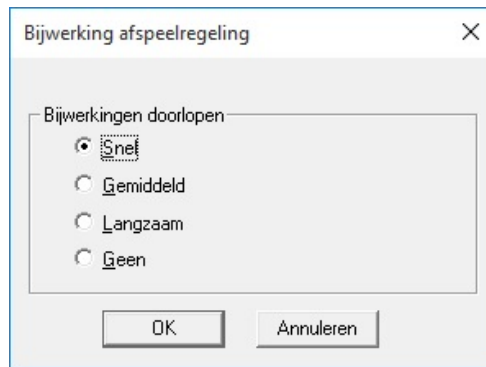 Bijwerking afspeelregeling
Bijwerkingen doorlopen
Snel
Gemiddeld
Langzaam
Geen
OK Annuleren